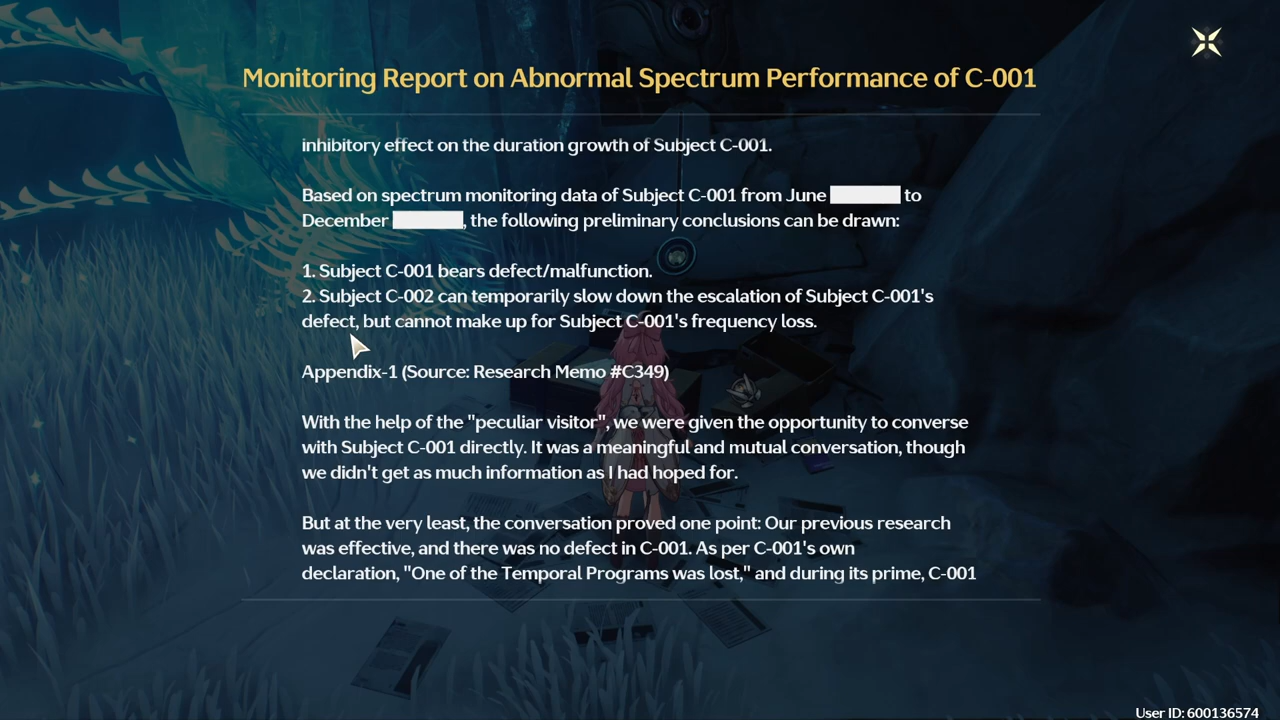 Monitoring Report on Abnormal Spectrum Performance of C-001
inhibitory effect on the duration growth of Subject C-001.
Based on spectrum monitoring data of Subject C-001 from June to
December , the following preliminary conclusions can be drawn:
1. Subject C-001 bears defect/malfunction.
2. Subject C-002 can temporarily slow down the escalation of Subject C-001's
defect, but cannot make up for Subject C-001's frequency loss.
Appendix-1 (Source: Research Memo #C349)
With the help of the "peculiar visitor", we were given the opportunity to converse
with Subject C-001 directly. It was a meaningful and mutual conversation, though
we didn't get as much information as I had hoped for.
But at the very least, the conversation proved one point: Our previous research
was effective, and there was no defect in C-001. As per C-001's own
declaration, "One of the Temporal Programs was lost," and during its prime, C-001
User ID: 600136574